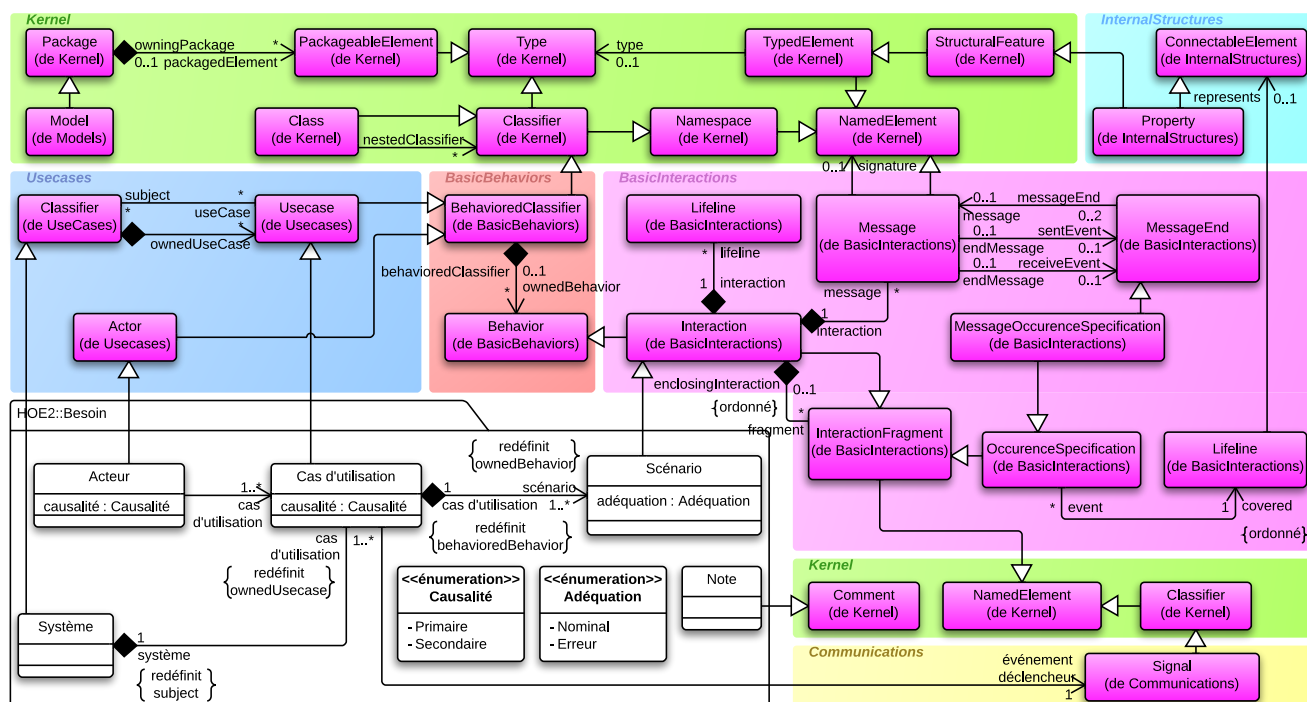 Kernel
InternalStructures
Package
(de Kernel)
owningPackage
0..1
*
packagedElement
PackageableElement
(de Kernel)
Type
(de Kernel)
type
0..1
TypedElement
(de Kernel)
StructuralFeature
(de Kernel)
ConnectableElement
(de InternalStructures)
represents
0..1
Model
(de Models)
Class
(de Kernel)
nestedClassifier
*
Classifier
(de Kernel)
Namespace
(de Kernel)
NamedElement
(de Kernel)
Property
(de InternalStructures)
0..1
signature
Usecases
BasicBehaviors
BasicInteractions
Classifier
(de UseCases)
subject
*
*
useCase
*
ownedUseCase
Usecase
(de Usecases)
BehavioredClassifier
(de BasicBehaviors)
Lifeline
(de BasicInteractions)
Message
(de BasicInteractions)
0..1
messageEnd
message
0..2
0..1
sentEvent
endMessage
0..1
0..1
receiveEvent
endMessage
0..1
MessageEnd
(de BasicInteractions)
behavioredClassifier
0..1
*
ownedBehavior
*
lifeline
1
interaction
message
*
1
interaction
Actor
(de Usecases)
Behavior
(de BasicBehaviors)
Interaction
(de BasicInteractions)
MessageOccurenceSpecification
(de BasicInteractions)
enclosingInteraction
0..1
{ordonné}
*
fragment
HOE2::Besoin
InteractionFragment
(de BasicInteractions)
OccurenceSpecification
(de BasicInteractions)
Lifeline
(de BasicInteractions)
*
event
1
covered
{ordonné}
Acteur
causalité : Causalité
1..*
cas
d'utilisation
Cas d'utilisation
causalité : Causalité
redéfinit
ownedBehavior
1
scénario
cas d'utilisation
1..*
redéfinit
behavioredBehavior
Scénario
adéquation : Adéquation
cas
d'utilisation
1..*
redéfinit
ownedUsecase
<<énumeration>>
Causalité
- Primaire
- Secondaire
<<énumeration>>
Adéquation
- Nominal
- Erreur
Note
Kernel
Comment
(de Kernel)
NamedElement
(de Kernel)
Classifier
(de Kernel)
Système
1
système
redéfinit
subject
Communications
événement
déclencheur
1
Signal
(de Communications)